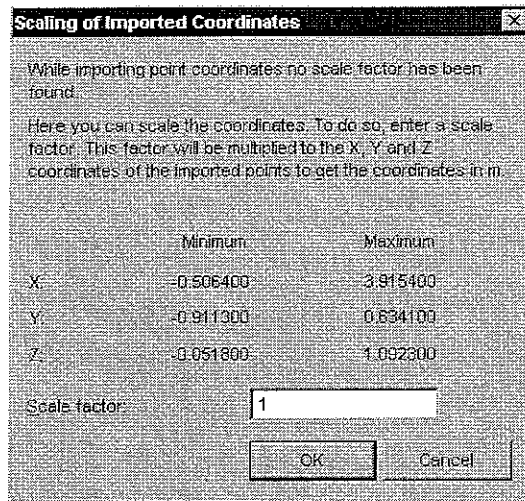 Scaling of Imported Coordinates
While importing point coordinates no scale factor has been
found.
Here you can scale the coordinates. To do so, enter a scale
factor. This factor will be multiplied to the X, Y and Z
coordinates of the imported points to get the coordinates in m.
Minimum Maximum
X: -0.506400 3.915400
Y: -0.911300 0.634100
Z: -0.051800 1.092300
Scale factor: 1
OK Cancel